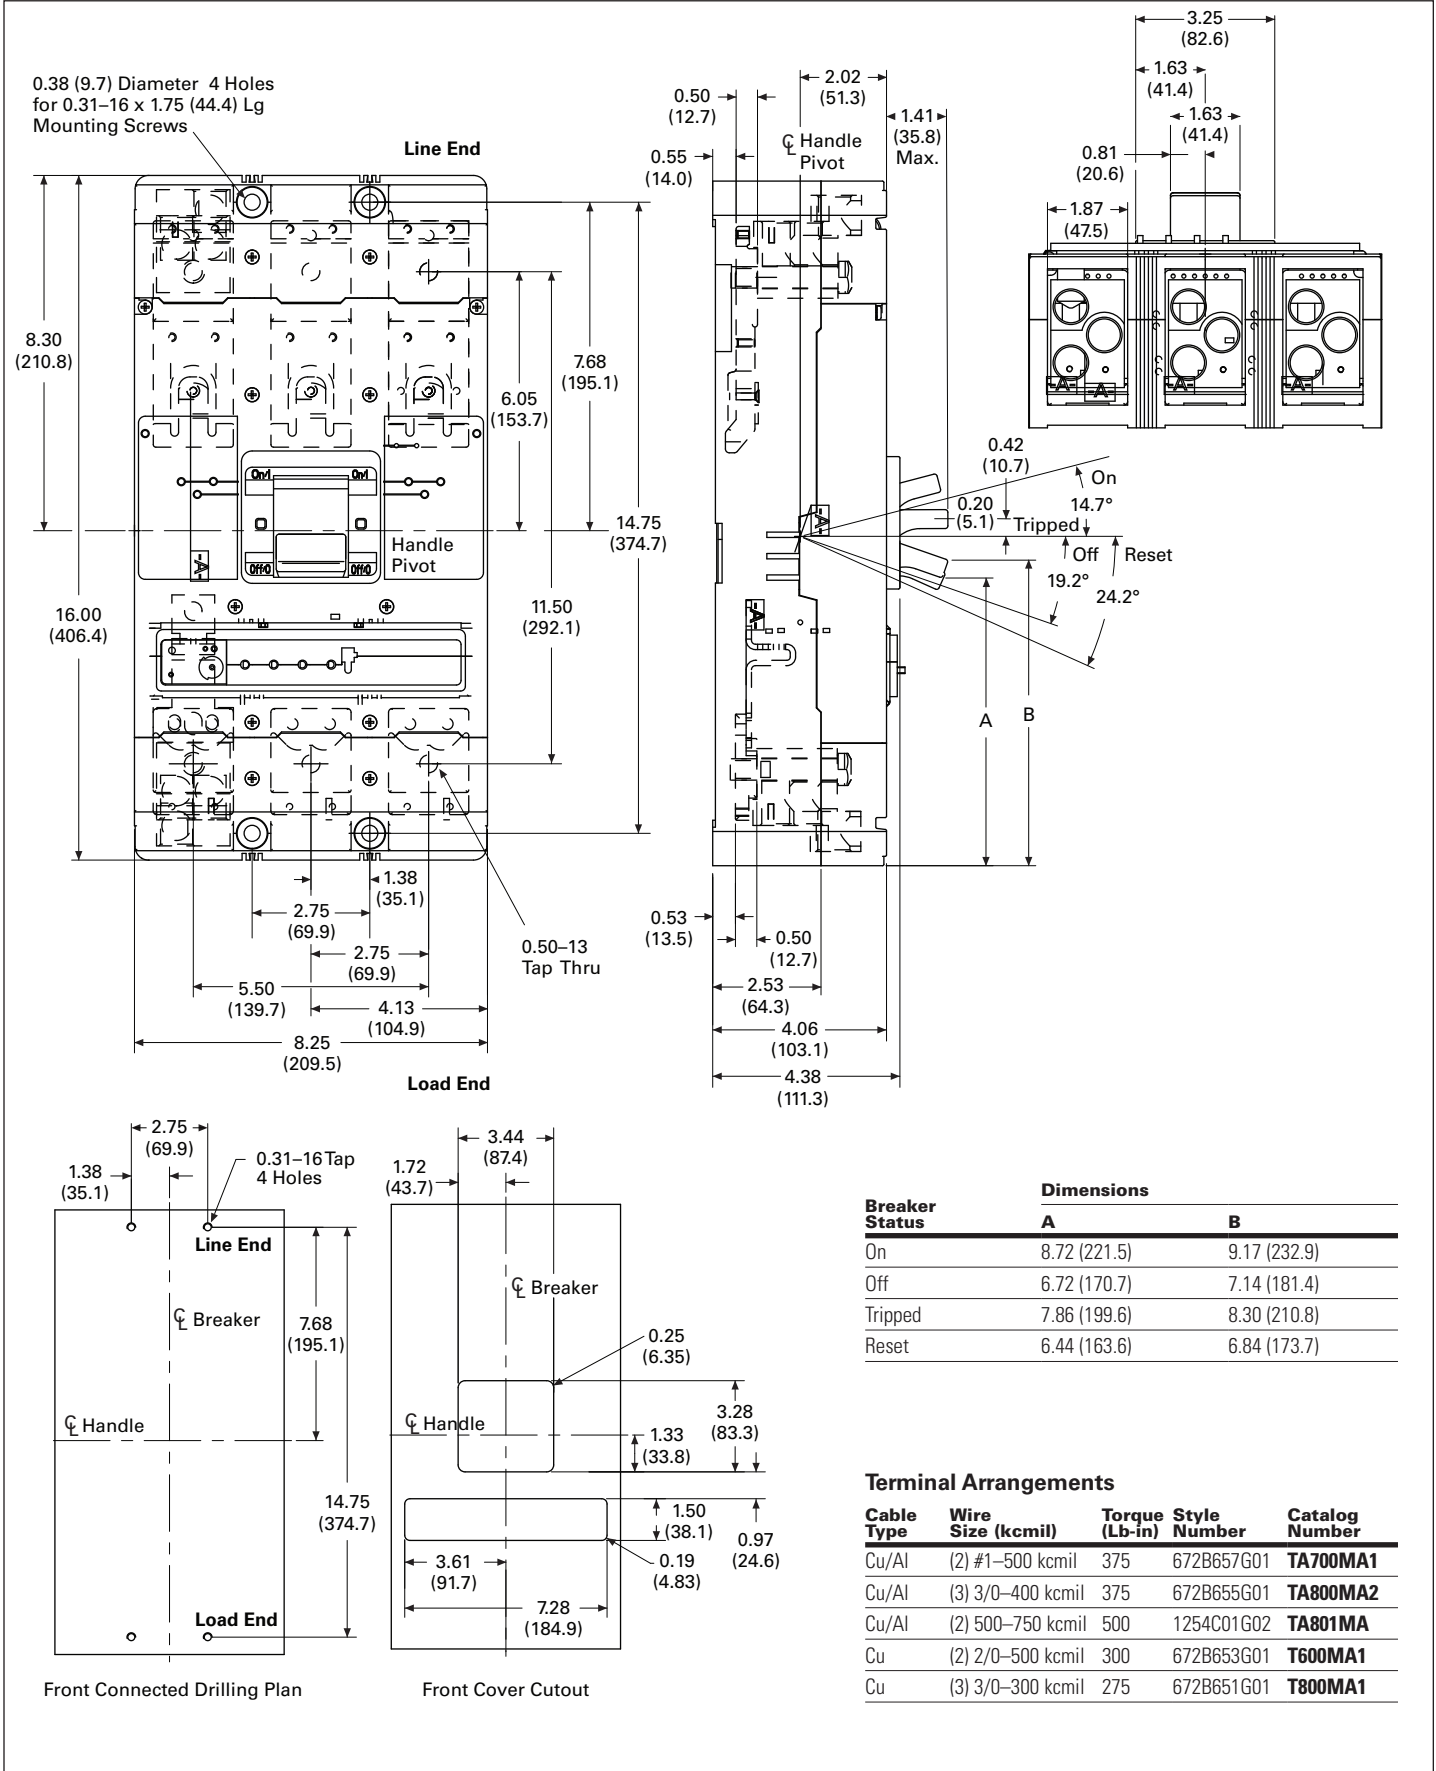 0.38 (9.7) Diameter 4 Holes
for 0.31–16 x 1.75 (44.4) Lg
Mounting Screws
Line End
8.30
(210.8)
16.00
(406.4)
On/I
On/I
Off/O
Off/O
Handle
Pivot
-A-
6.05
(153.7)
7.68
(195.1)
14.75
(374.7)
11.50
(292.1)
1.38
(35.1)
2.75
(69.9)
2.75
(69.9)
0.50–13
Tap Thru
5.50
(139.7)
4.13
(104.9)
8.25
(209.5)
Load End
2.02
(51.3)
0.50
(12.7)
0.55
(14.0)
℄ Handle
Pivot
1.41
(35.8)
Max.
-A-
-A-
0.42
(10.7)
On
14.7°
0.20
(5.1)
Tripped
Off
Reset
19.2°
24.2°
A
B
0.53
(13.5)
0.50
(12.7)
2.53
(64.3)
4.06
(103.1)
4.38
(111.3)
3.25
(82.6)
1.63
(41.4)
1.63
(41.4)
0.81
(20.6)
1.87
(47.5)
-A-
-A-
-A-
-A-
2.75
(69.9)
1.38
(35.1)
0.31–16 Tap
4 Holes
Line End
℄ Breaker
7.68
(195.1)
℄ Handle
14.75
(374.7)
Load End
Front Connected Drilling Plan
3.44
(87.4)
1.72
(43.7)
℄ Breaker
0.25
(6.35)
℄ Handle
3.28
(83.3)
1.33
(33.8)
1.50
(38.1)
0.97
(24.6)
3.61
(91.7)
0.19
(4.83)
7.28
(184.9)
Front Cover Cutout
Breaker Status Dimensions
A B
On 8.72 (221.5) 9.17 (232.9)
Off 6.72 (170.7) 7.14 (181.4)
Tripped 7.86 (199.6) 8.30 (210.8)
Reset 6.44 (163.6) 6.84 (173.7)
Terminal Arrangements
Cable Wire Torque Style Catalog
Type Size (kcmil) (Lb-in) Number Number
Cu/Al (2) #1–500 kcmil 375 672B657G01 TA700MA1
Cu/Al (3) 3/0–400 kcmil 375 672B655G01 TA800MA2
Cu/Al (2) 500–750 kcmil 500 1254C01G02 TA801MA
Cu (2) 2/0–500 kcmil 300 672B653G01 T600MA1
Cu (3) 3/0–300 kcmil 275 672B651G01 T800MA1